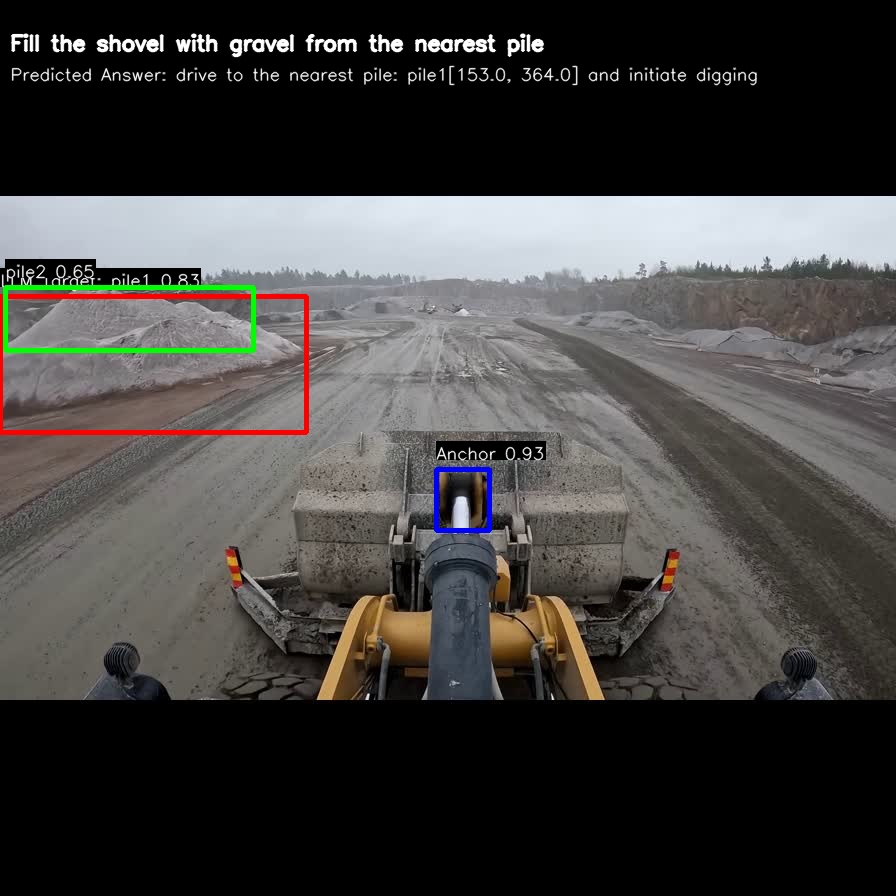 Fill the shovel with gravel from the nearest pile
Predicted Answer: drive to the nearest pile: pile1[153.0, 364.0] and initiate digging
pile2 0.65
Target: pile1 0.83
Anchor 0.93